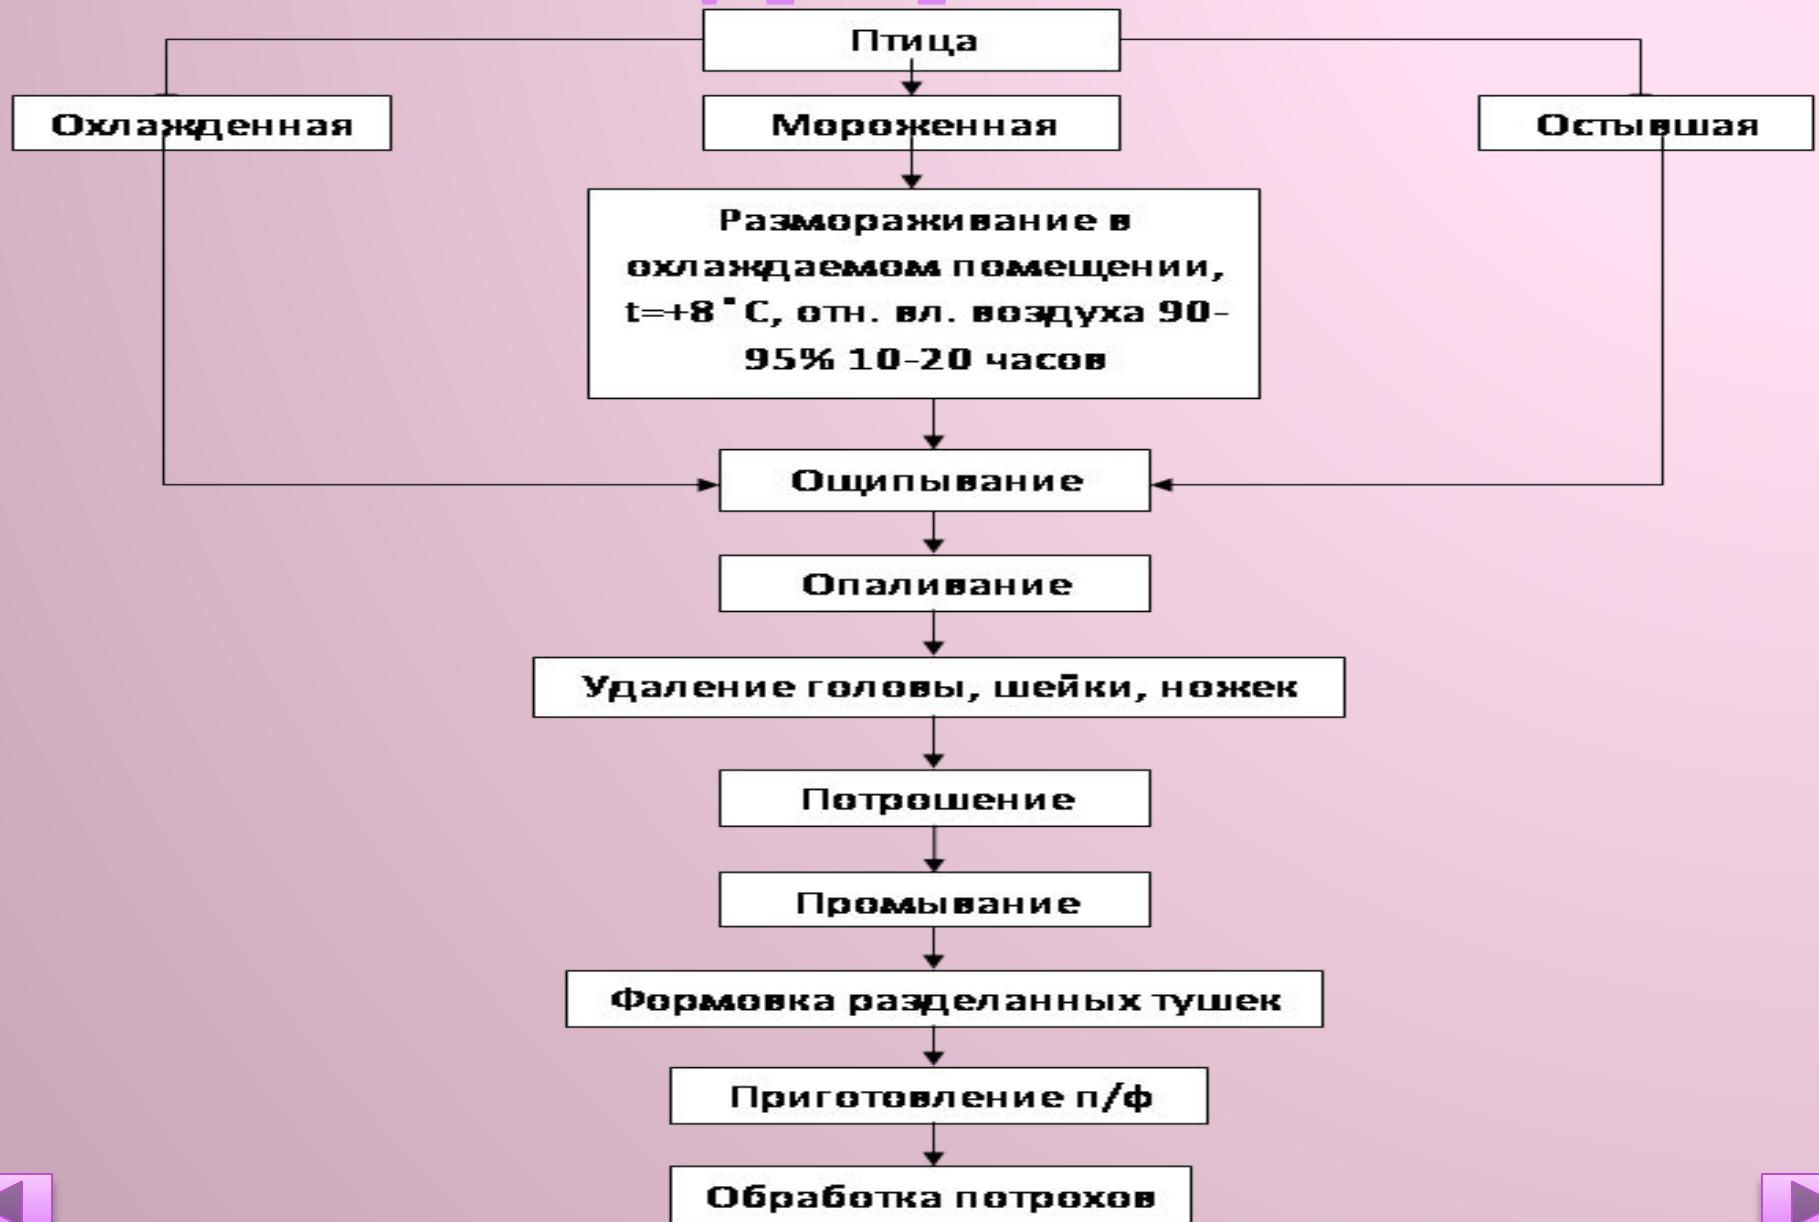 Птица
Охлажденная
Мороженная
Остывшая
Размораживание в
охлаждаемом помещении,
t=+8˚С, отн. вл. воздуха 90-
95% 10-20 часов
Ощипывание
Опаливание
Удаление головы, шейки, ножек
Потрошение
Промывание
Формовка разделанных тушек
Приготовление п/ф
Обработка потрохов